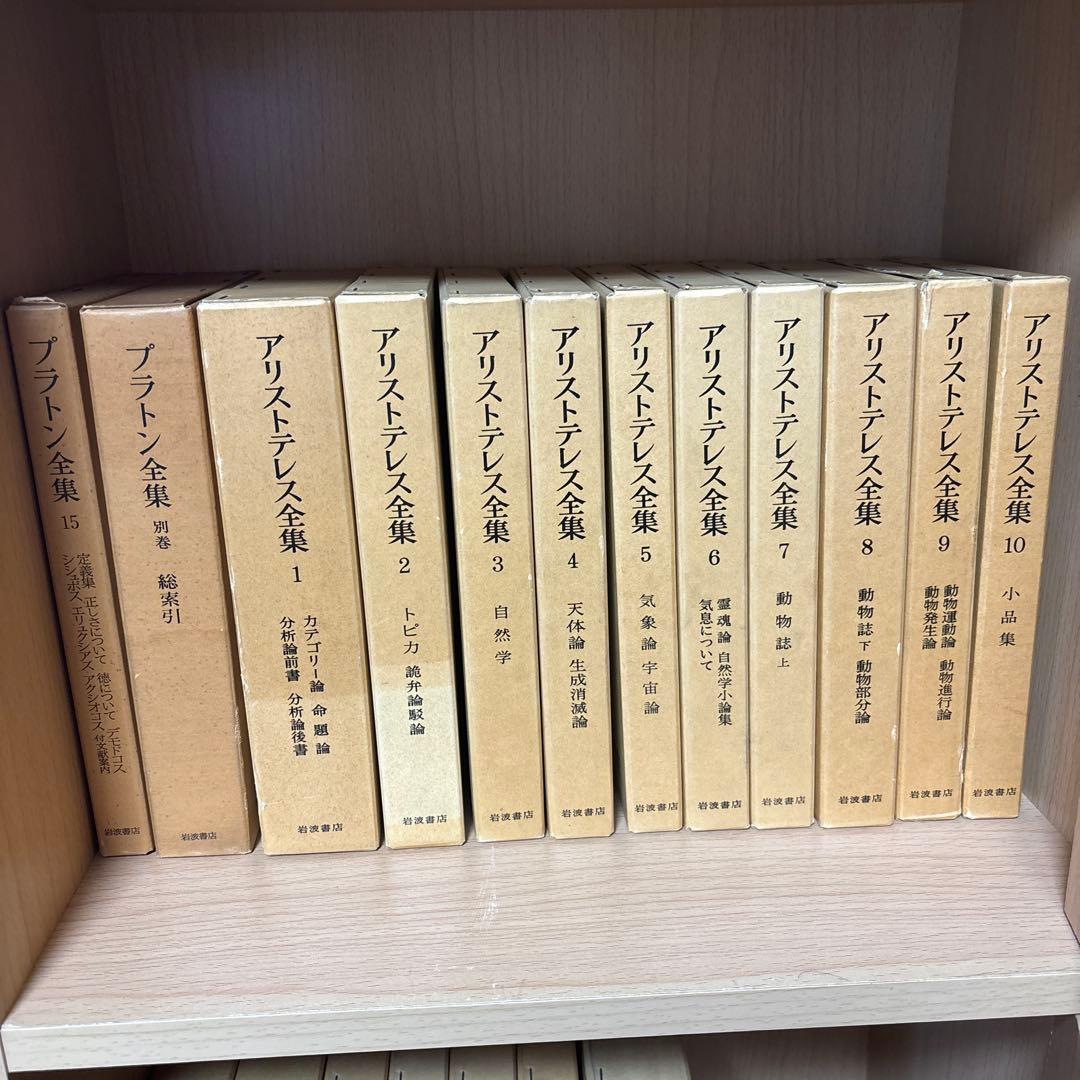 プラトン全集
15
定義集 正しさについて 徳について デモドコス
シシュポス エリュクシアス アクシオコス 付文献案内
岩波書店
プラトン全集
別巻
総索引
岩波書店
アリストテレス全集
1
カテゴリー論 命題論
分析論前書 分析論後書
岩波書店
アリストテレス全集
2
トピカ 詭弁論駁論
岩波書店
アリストテレス全集
3
自然学
岩波書店
アリストテレス全集
4
天体論 生成消滅論
岩波書店
アリストテレス全集
5
気象論 宇宙論
岩波書店
アリストテレス全集
6
霊魂論 自然学小論集
気息について
岩波書店
アリストテレス全集
7
動物誌 上
岩波書店
アリストテレス全集
8
動物誌 下 動物部分論
岩波書店
アリストテレス全集
9
動物運動論 動物進行論
動物発生論
岩波書店
アリストテレス全集
10
小品集
岩波書店